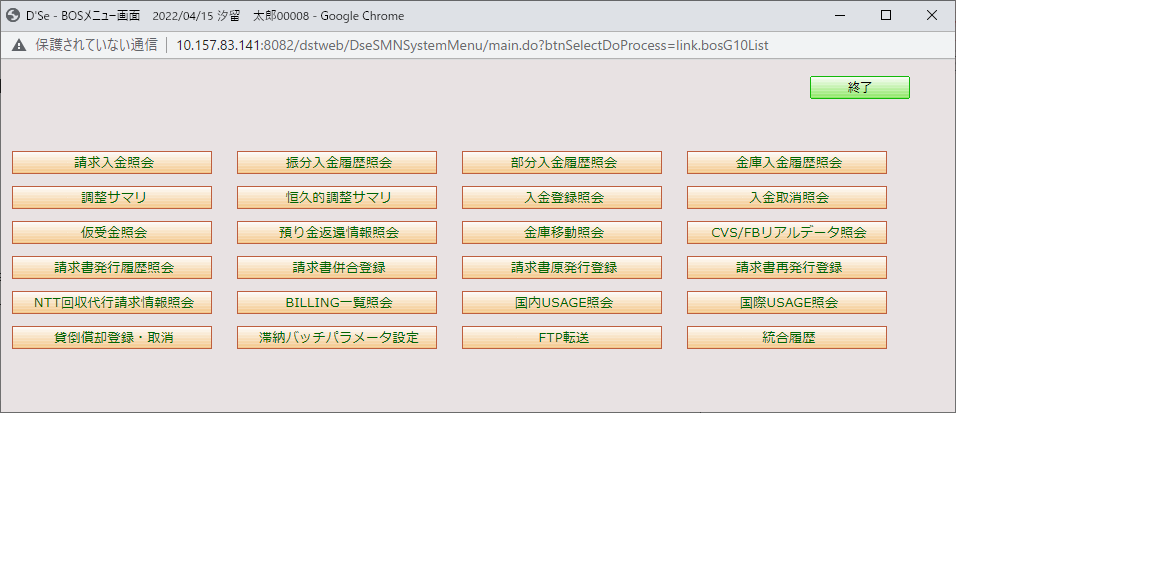 D'Se - BOSメニュー画面　2022/04/15 汐留　太郎00008 - Google Chrome
保護されていない通信 | 10.157.83.141:8082/dstweb/DseSMNSystemMenu/main.do?btnSelectDoProcess=link.bosG10List
終了
請求入金照会 振分入金履歴照会 部分入金履歴照会 金庫入金履歴照会
調整サマリ 恒久的調整サマリ 入金登録照会 入金取消照会
仮受金照会 預り金返還情報照会 金庫移動照会 CVS/FBリアルデータ照会
請求書発行履歴照会 請求書併合登録 請求書原発行登録 請求書再発行登録
NTT回収代行請求情報照会 BILLING一覧照会 国内USAGE照会 国際USAGE照会
貸倒償却登録・取消 滞納バッチパラメータ設定 FTP転送 統合履歴